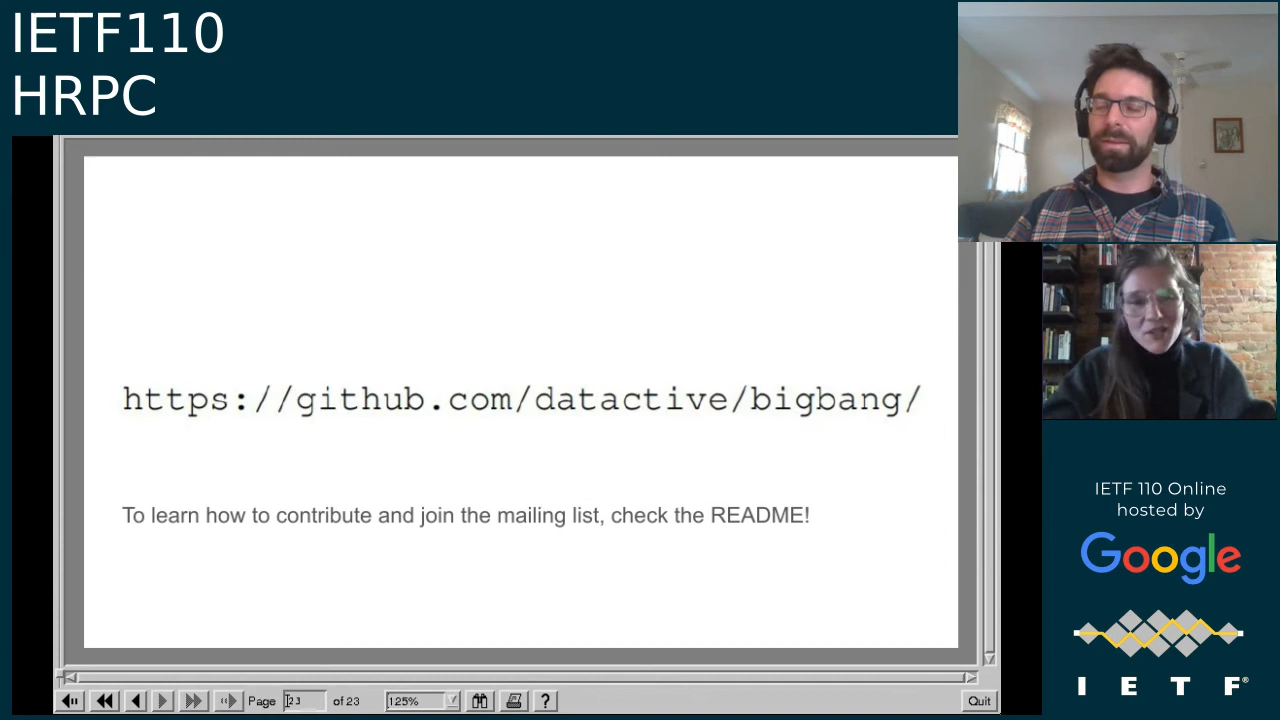 IETF110
HRPC
https://github.com/datactive/bigbang/
To learn how to contribute and join the mailing list, check the README!
Page 23 of 23 125% ? Quit
IETF 110 Online
hosted by
Google
I E T F®